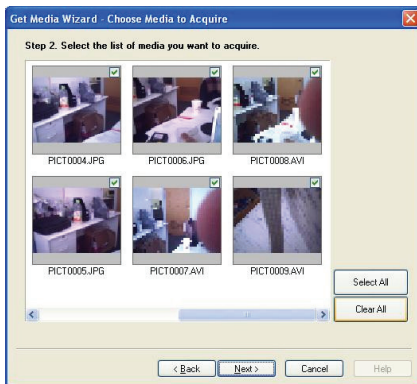 Get Media Wizard - Choose Media to Acquire
Step 2. Select the list of media you want to acquire.
PICT0004.JPG
PICT0006.JPG
PICT0008.AVI
PICT0005.JPG
PICT0007.AVI
PICT0009.AVI
Select All
Clear All
< Back
Next >
Cancel
Help